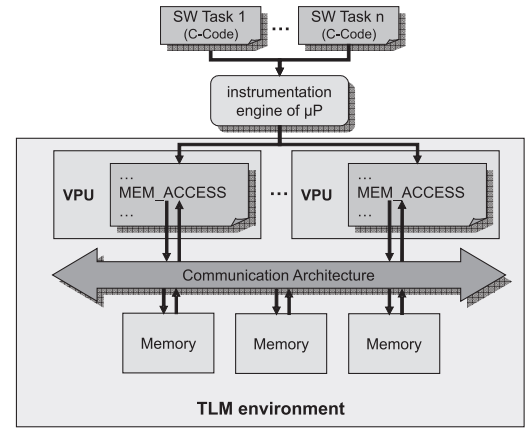 SW Task 1
(C-Code)
...
SW Task n
(C-Code)
instrumentation
engine of µP
VPU
...
MEM_ACCESS
...
...
VPU
...
MEM_ACCESS
...
Communication Architecture
Memory
Memory
Memory
TLM environment